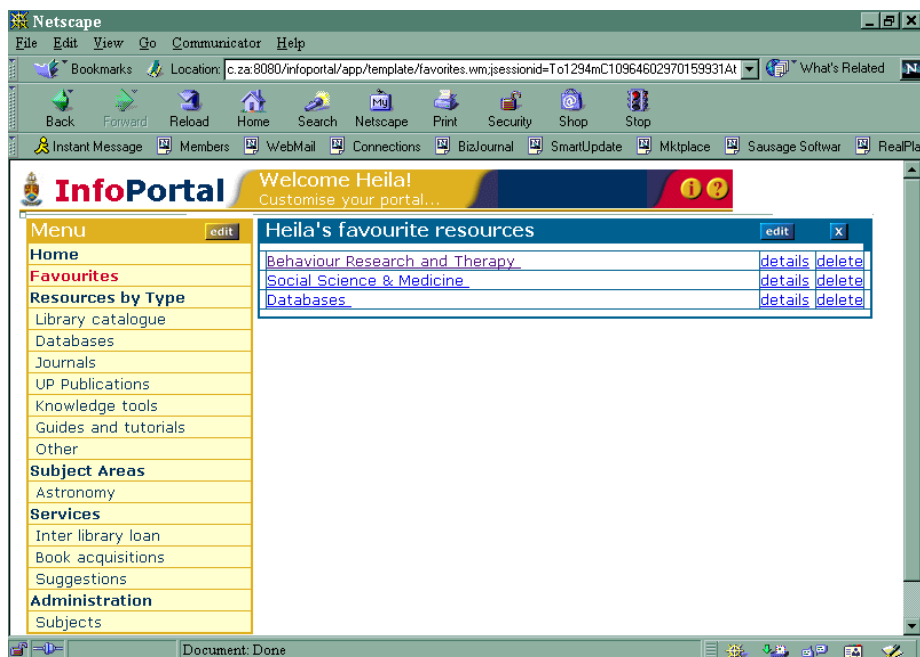 Netscape
File Edit View Go Communicator Help
Bookmarks Location: c.za:8080/infoportal/app/template/favorites.wm;jsessionid=To1294mC10964602970159931At What's Related N
Back Forward Reload Home Search Netscape Print Security Shop Stop
My
Instant Message Members WebMail Connections BizJournal SmartUpdate Mktplace Sausage Softwar RealPla
InfoPortal
Welcome Heila!
Customise your portal...
i ?
Menu edit
Home
Favourites
Resources by Type
Library catalogue
Databases
Journals
UP Publications
Knowledge tools
Guides and tutorials
Other
Subject Areas
Astronomy
Services
Inter library loan
Book acquisitions
Suggestions
Administration
Subjects
Heila's favourite resources edit x
Behaviour Research and Therapy details delete
Social Science & Medicine details delete
Databases details delete
Document: Done